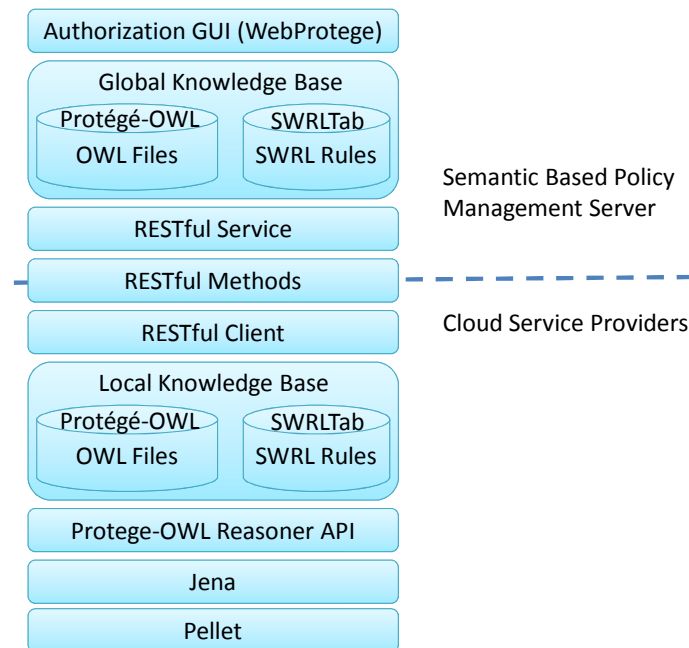 Authorization GUI (WebProtege)
Global Knowledge Base
Protégé-OWL
OWL Files
SWRLTab
SWRL Rules
Semantic Based Policy
Management Server
RESTful Service
RESTful Methods
RESTful Client
Cloud Service Providers
Local Knowledge Base
Protégé-OWL
OWL Files
SWRLTab
SWRL Rules
Protege-OWL Reasoner API
Jena
Pellet